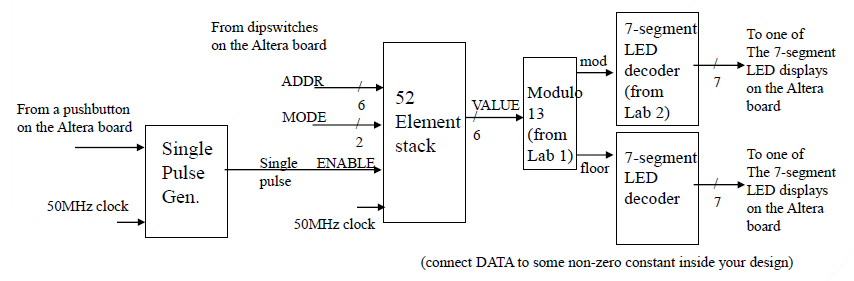 From dipswitches
on the Altera board
From a pushbutton
on the Altera board
50MHz clock
Single
Pulse
Gen.
Single
pulse
ADDR
6
MODE
2
ENABLE
50MHz clock
52
Element
stack
VALUE
6
Modulo
13
(from
Lab 1)
mod
floor
7-segment
LED
decoder
(from
Lab 2)
7
To one of
The 7-segment
LED displays
on the Altera
board
7-segment
LED
decoder
7
To one of
The 7-segment
LED displays
on the Altera
board
(connect DATA to some non-zero constant inside your design)